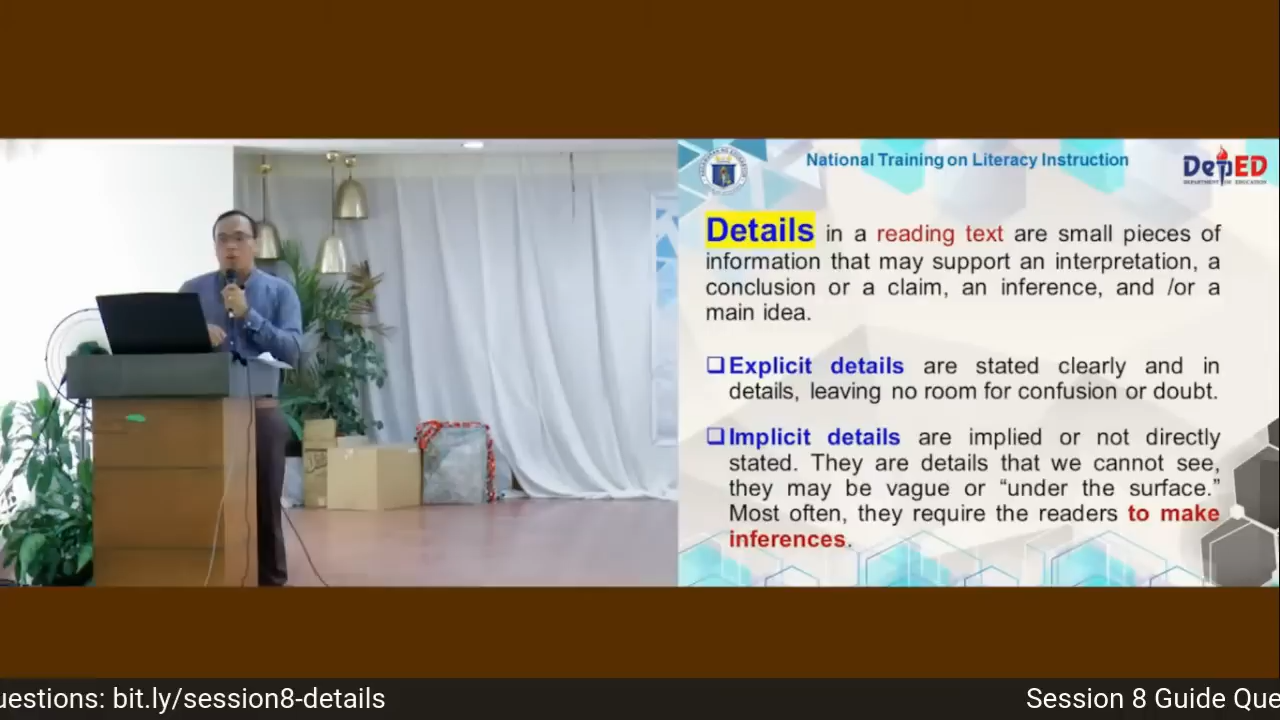 National Training on Literacy Instruction
DepED
DEPARTMENT OF EDUCATION
Details in a reading text are small pieces of
information that may support an interpretation, a
conclusion or a claim, an inference, and /or a
main idea.
❑Explicit details are stated clearly and in
details, leaving no room for confusion or doubt.
❑Implicit details are implied or not directly
stated. They are details that we cannot see,
they may be vague or “under the surface.”
Most often, they require the readers to make
inferences.
uestions: bit.ly/session8-details
Session 8 Guide Que